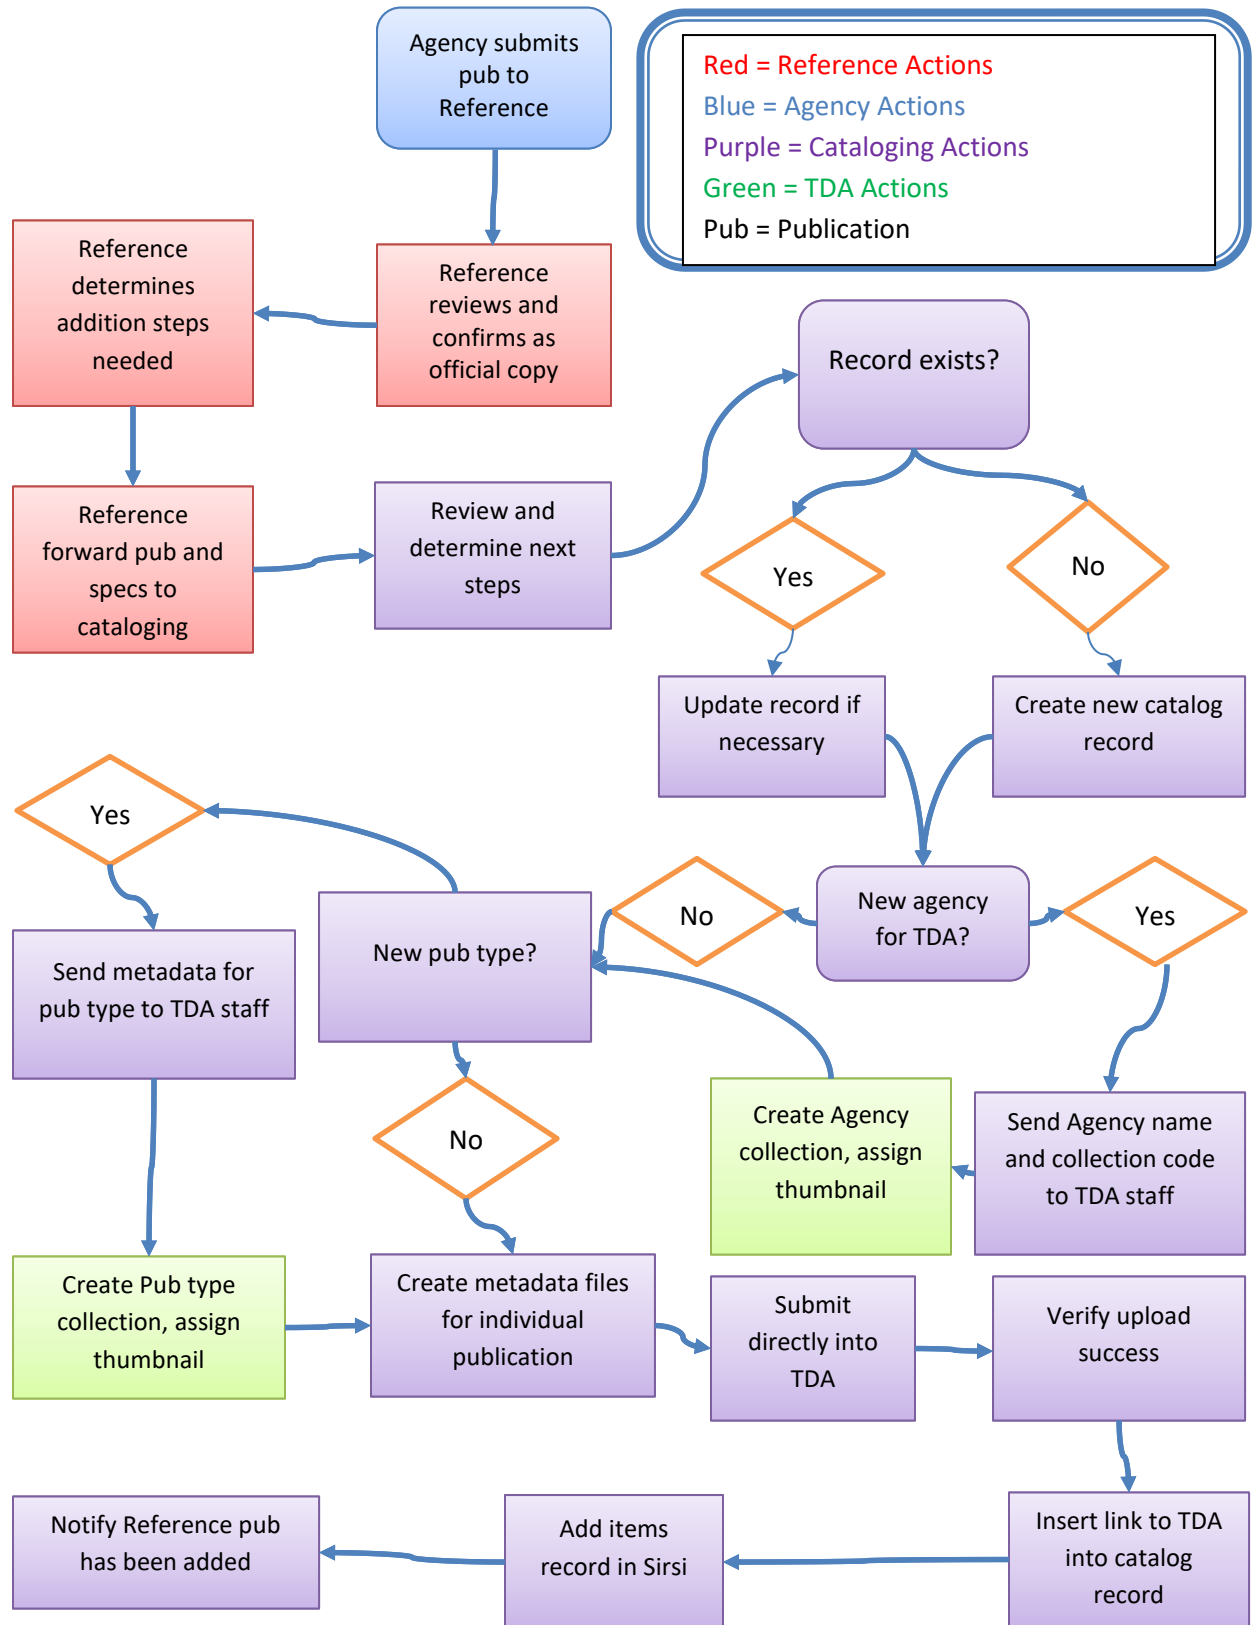 Agency submits
pub to
Reference
Red = Reference Actions
Blue = Agency Actions
Purple = Cataloging Actions
Green = TDA Actions
Pub = Publication
Reference
determines
addition steps
needed
Reference
reviews and
confirms as
official copy
Record exists?
Reference
forward pub and
specs to
cataloging
Review and
determine next
steps
Yes
No
Update record if
necessary
Create new catalog
record
Yes
New pub type?
No
New agency
for TDA?
Yes
Send metadata for
pub type to TDA staff
No
Create Agency
collection, assign
thumbnail
Send Agency name
and collection code
to TDA staff
Create Pub type
collection, assign
thumbnail
Create metadata files
for individual
publication
Submit
directly into
TDA
Verify upload
success
Notify Reference pub
has been added
Add items
record in Sirsi
Insert link to TDA
into catalog
record